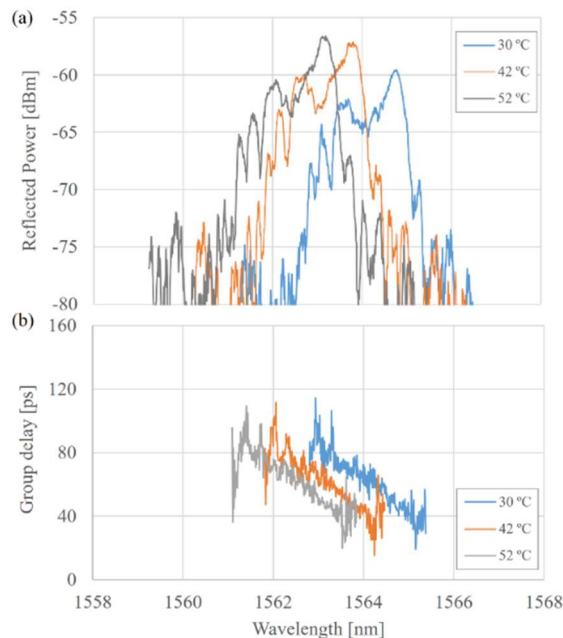 (a)
Reflected Power [dBm]
-55
-60
-65
-70
-75
-80
30 ºC
42 ºC
52 ºC
(b)
Group delay [ps]
160
120
80
40
0
30 ºC
42 ºC
52 ºC
1558
1560
1562
1564
1566
1568
Wavelength [nm]